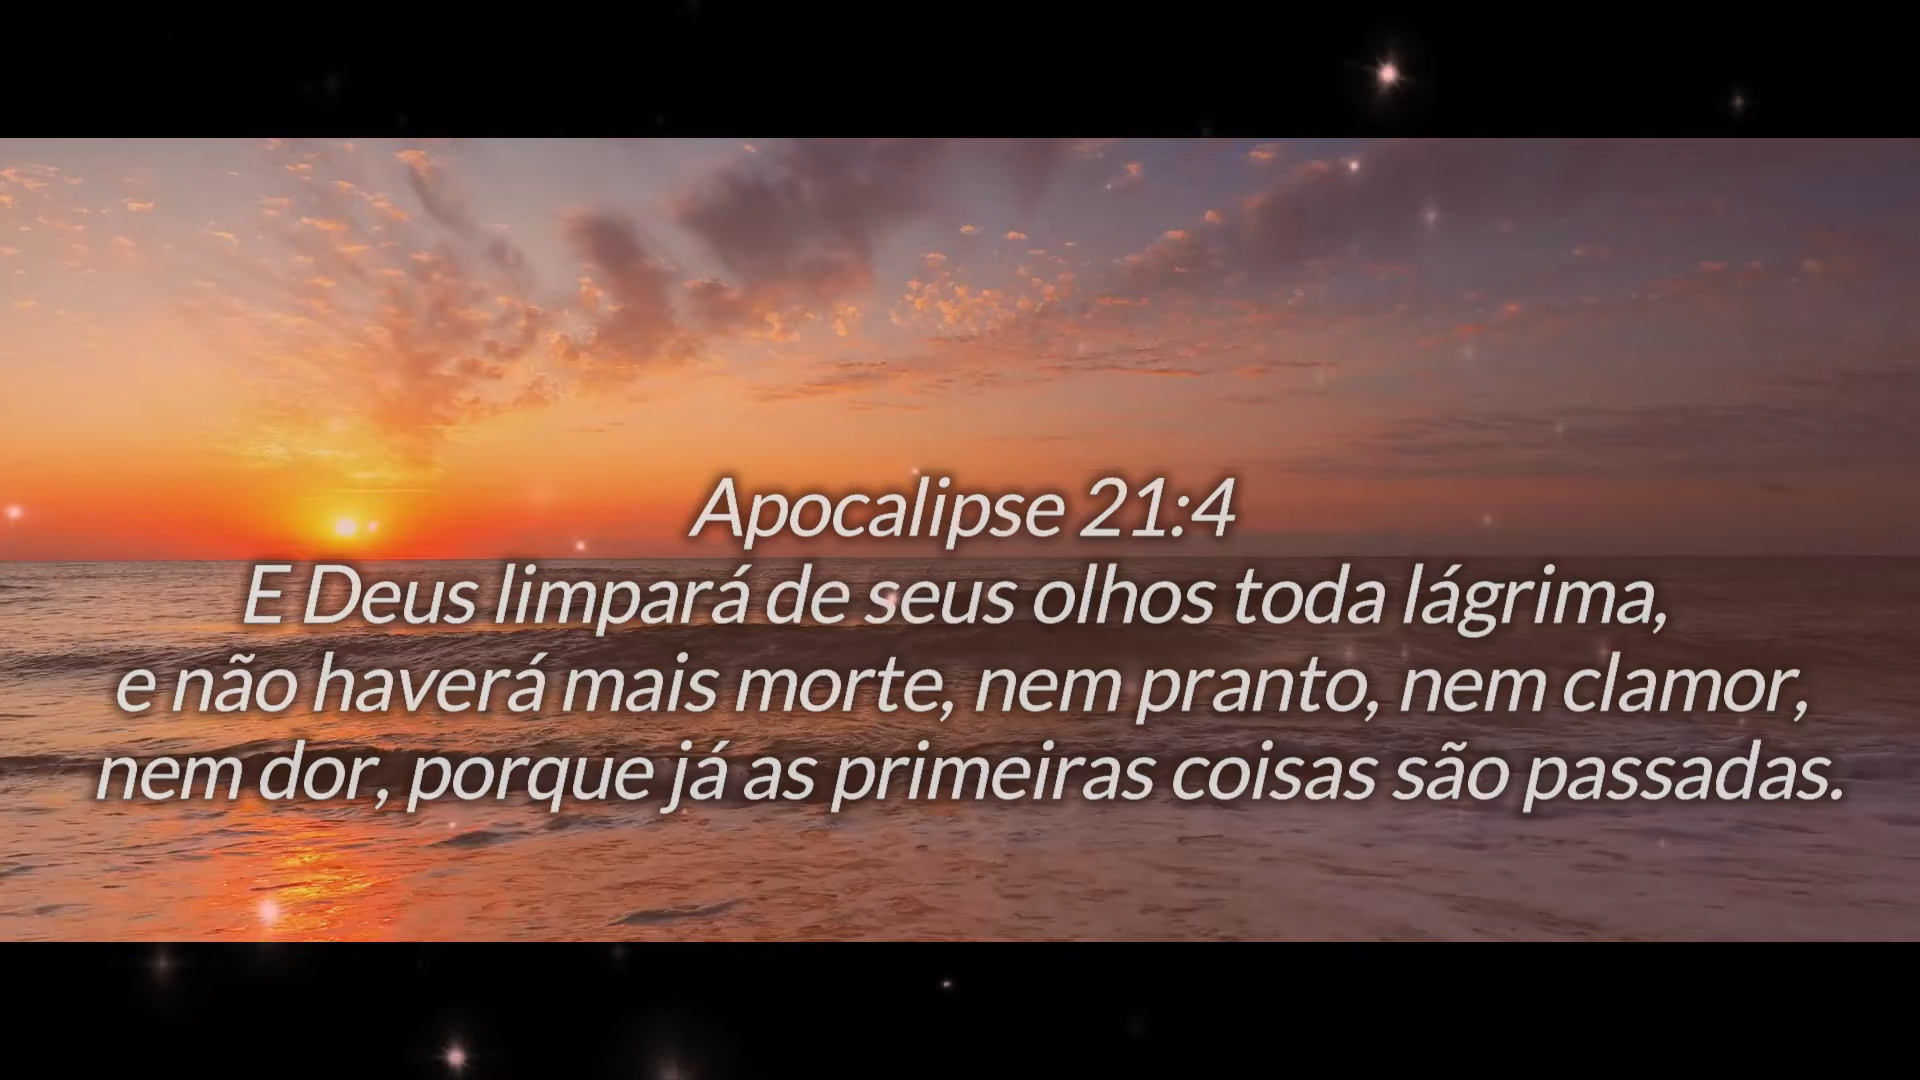 Apocalipse 21:4
E Deus limpará de seus olhos toda lágrima,
e não haverá mais morte, nem pranto, nem clamor,
nem dor, porque já as primeiras coisas são passadas.